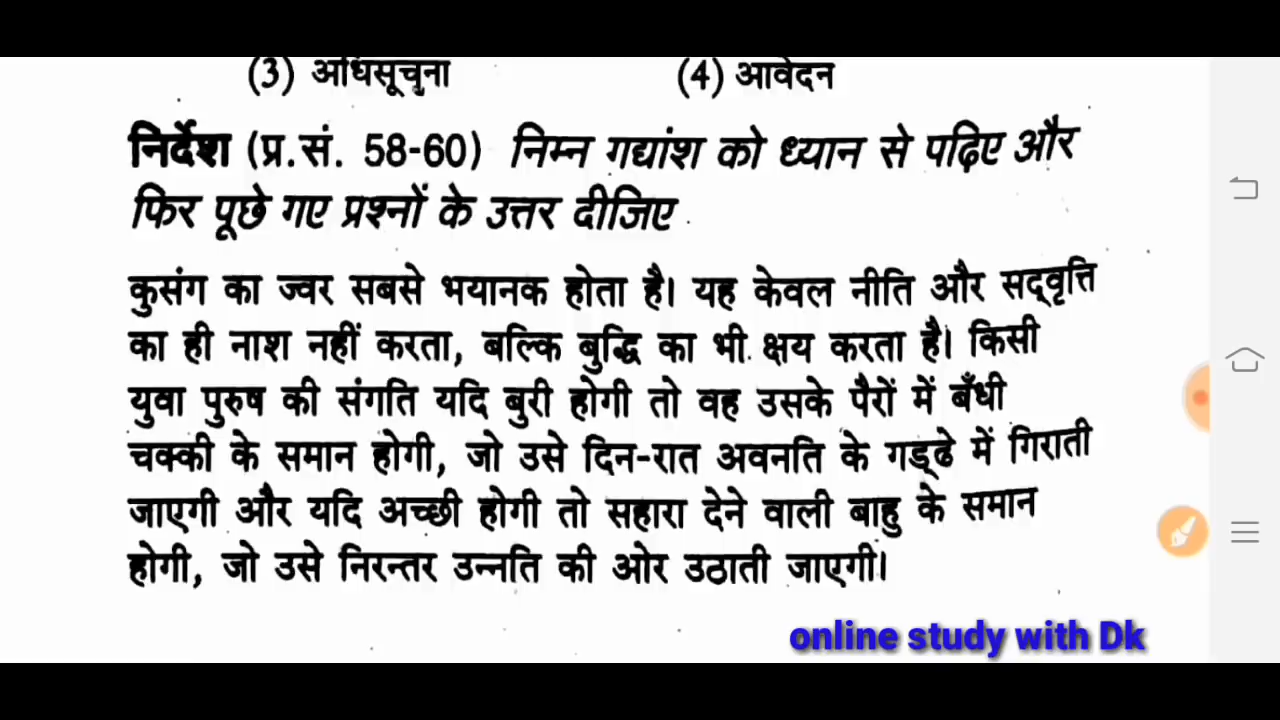 (3) अधिसूचना (4) आवेदन
निर्देश (प्र.सं. 58-60) निम्न गद्यांश को ध्यान से पढ़िए और
फिर पूछे गए प्रश्नों के उत्तर दीजिए
कुसंग का ज्वर सबसे भयानक होता है। यह केवल नीति और सद्वृत्ति
का ही नाश नहीं करता, बल्कि बुद्धि का भी क्षय करता है। किसी
युवा पुरुष की संगति यदि बुरी होगी तो वह उसके पैरों में बँधी
चक्की के समान होगी, जो उसे दिन-रात अवनति के गड्ढे में गिराती
जाएगी और यदि अच्छी होगी तो सहारा देने वाली बाहु के समान
होगी, जो उसे निरन्तर उन्नति की ओर उठाती जाएगी।
online study with Dk